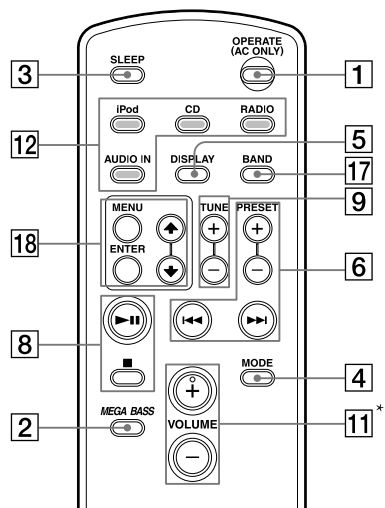 OPERATE
(AC ONLY)
SLEEP
3
1
iPod
CD
RADIO
12
5
AUDIO IN
DISPLAY
BAND
17
9
MENU
TUNE
PRESET
+
+
18
ENTER
6
−
−
8
MODE
4
+
MEGA BASS
2
VOLUME
11*
−